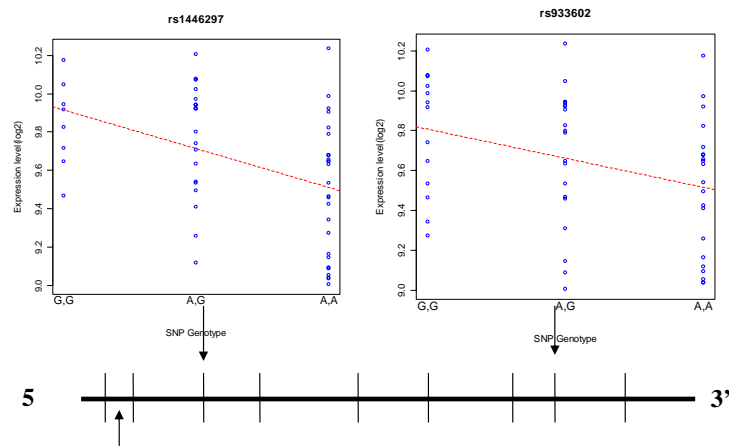 rs1446297
Expression level(log2)
10.2
10.0
9.8
9.6
9.4
9.2
9.0
G,G A,G A,A
SNP Genotype
rs933602
Expression level(log2)
10.2
10.0
9.8
9.6
9.4
9.2
9.0
G,G A,G A,A
SNP Genotype
5 3'